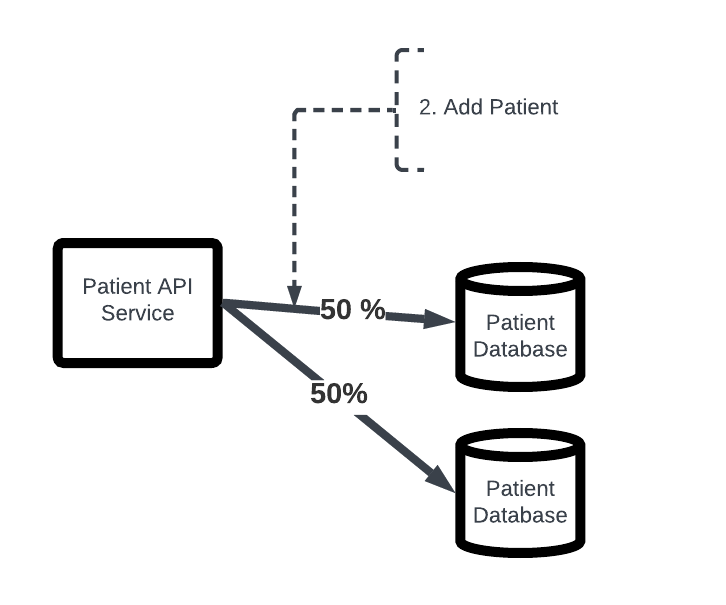 2. Add Patient
Patient API
Service
50 %
Patient
Database
50%
Patient
Database